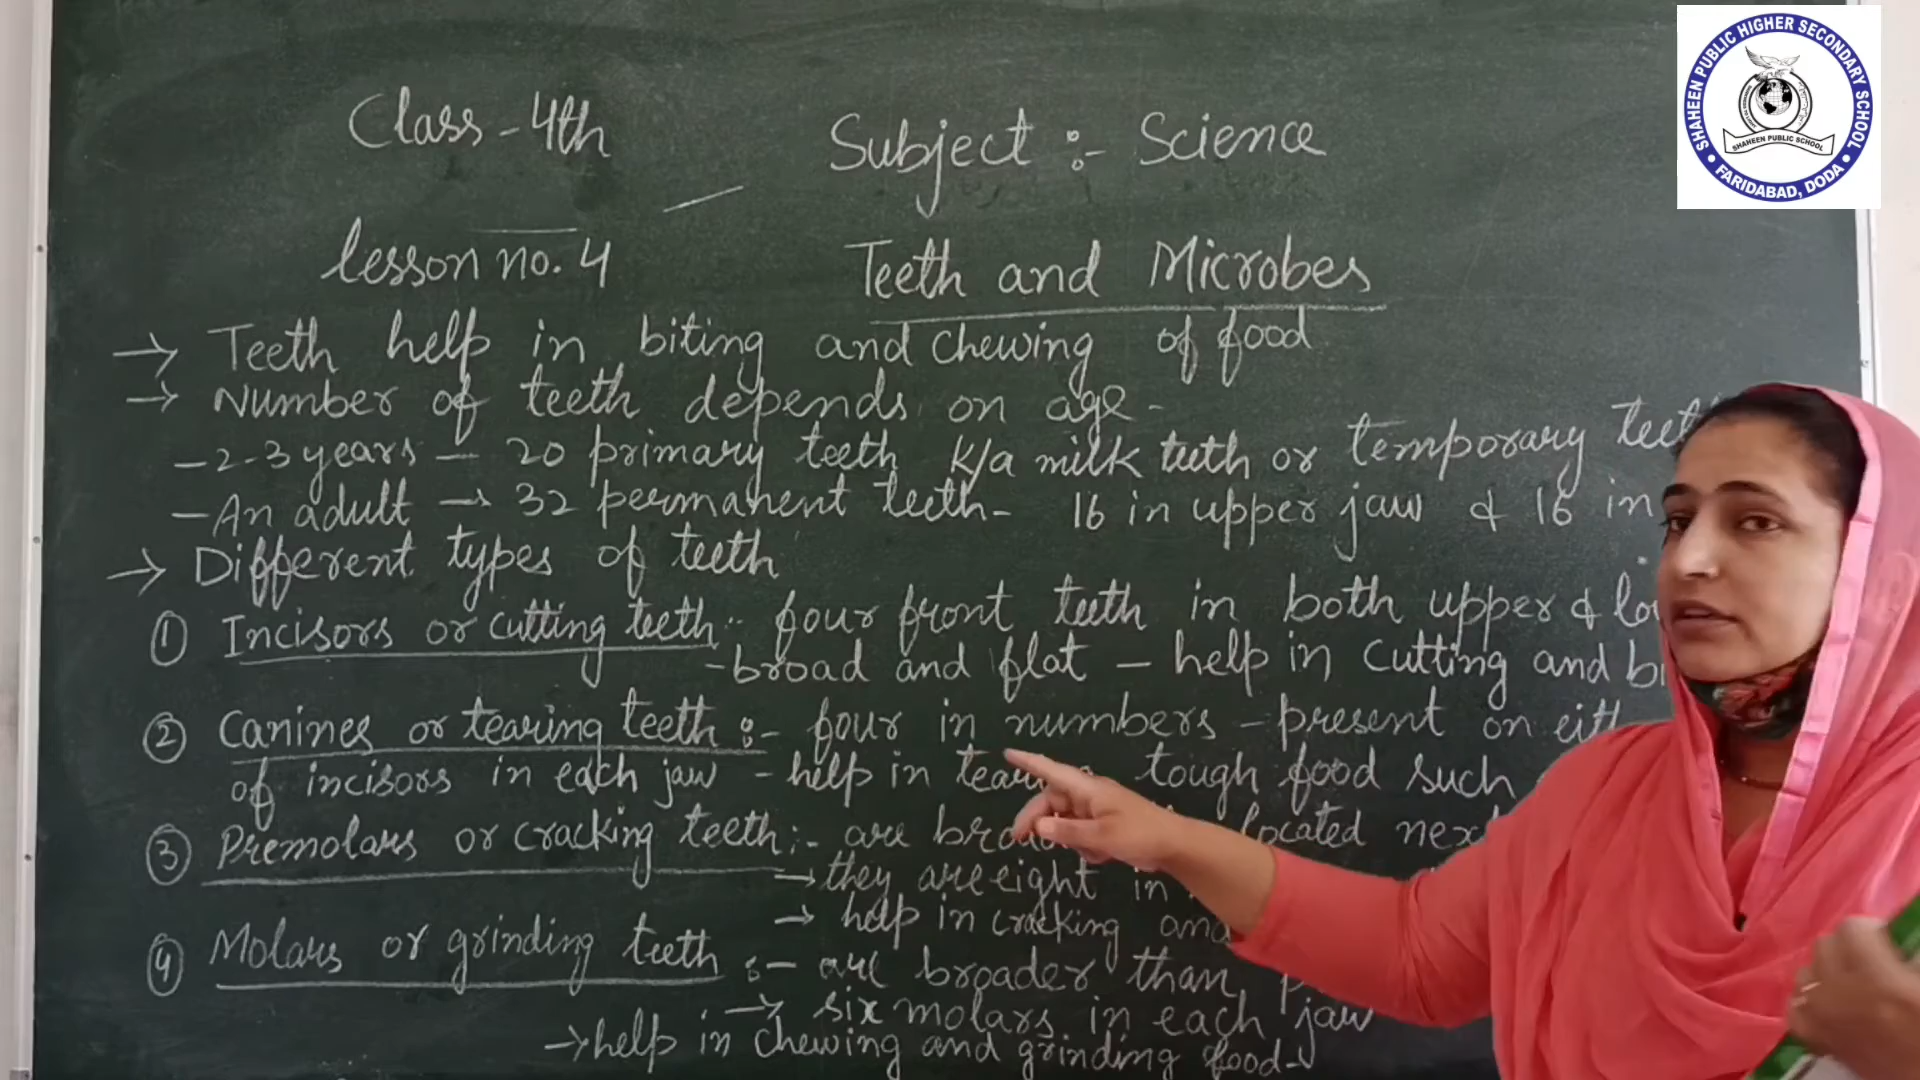 Class - 4th
Subject :- Science
SHAHEEN PUBLIC HIGHER SECONDARY SCHOOL
SHAHEEN PUBLIC SCHOOL
• FARIDABAD, DODA •
lesson no. 4
Teeth and Microbes
→ Teeth help in biting and chewing of food
→ Number of teeth depends on age -
- 2-3 years - 20 primary teeth k/a milk teeth or temporary
- An adult → 32 permanent teeth - 16 in upper jaw & 16 in
→ Different types of teeth
① Incisors or cutting teeth :- four front teeth in both upper &
- broad and flat - help in cutting and
② Canines or tearing teeth :- four in numbers - present on
of incisors in each jaw - help in tough food such
③ Premolars or cracking teeth :- are located
→ they are eight in
→ help in cracking
④ Molars or grinding teeth :- are broader than
→ six molars in each jaw
→ help in chewing and grinding food -